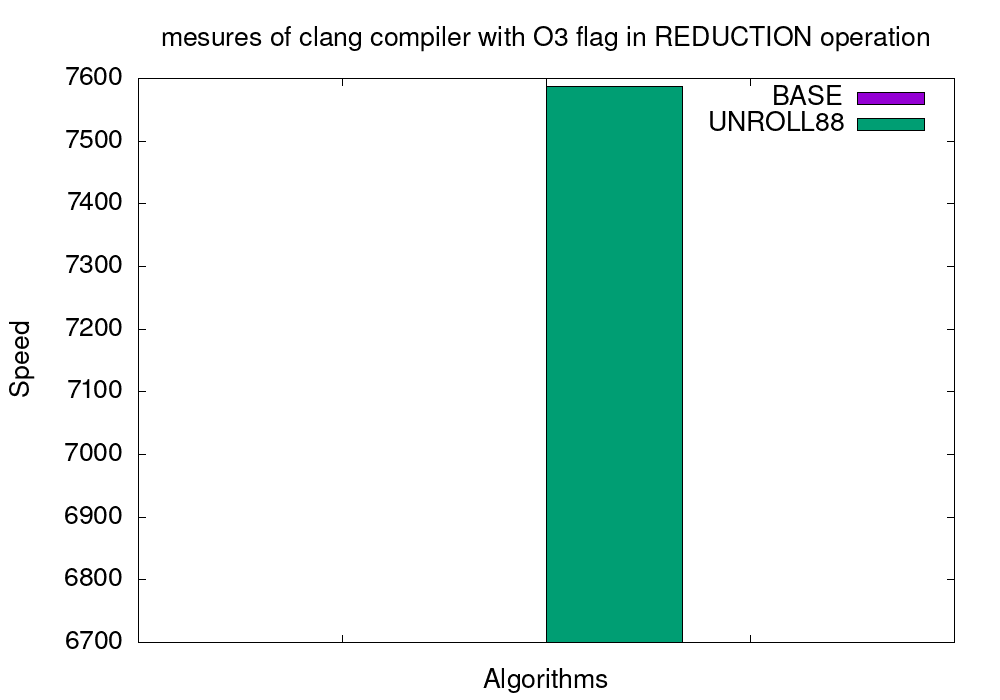 mesures of clang compiler with O3 flag in REDUCTION operation
7600
7500
7400
7300
7200
7100
7000
6900
6800
6700
Speed
BASE
UNROLL88
Algorithms